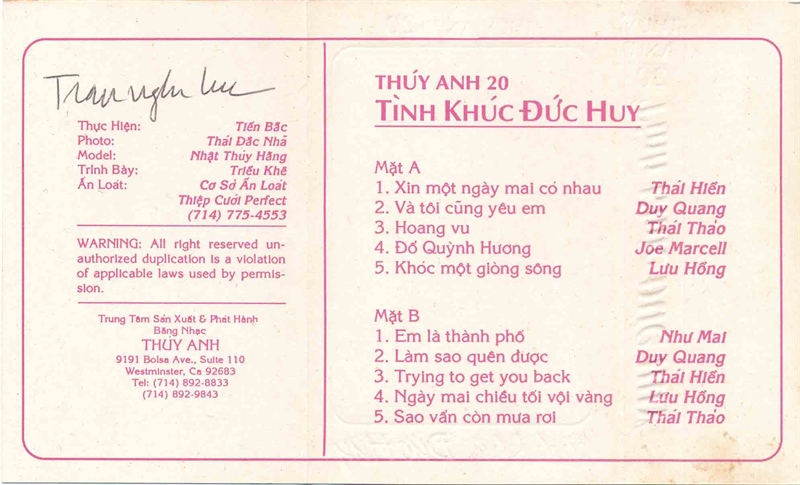 Tran nghi
Thực Hiện: Tiến Bắc
Photo: Thái Đắc Nhã
Model: Nhật Thúy Hằng
Trình Bày: Triều Khê
Ấn Loát: Cơ Sở Ấn Loát
Thiệp Cưới Perfect
(714) 775-4553
WARNING: All right reserved un-
authorized duplication is a violation
of applicable laws used by permis-
sion.
Trung Tâm Sản Xuất & Phát Hành
Băng Nhạc
THÚY ANH
9191 Bolsa Ave., Suite 110
Westminster, Ca 92683
Tel: (714) 892-8833
(714) 892-9843
THÚY ANH 20
TÌNH KHÚC ĐỨC HUY
Mặt A
1. Xin một ngày mai có nhau Thái Hiền
2. Và tôi cũng yêu em Duy Quang
3. Hoang vu Thái Thảo
4. Đố Quỳnh Hương Joe Marcell
5. Khóc một giòng sông Lưu Hồng
Mặt B
1. Em là thành phố Như Mai
2. Làm sao quên được Duy Quang
3. Trying to get you back Thái Hiền
4. Ngày mai chiều tối vội vàng Lưu Hồng
5. Sao vẫn còn mưa rơi Thái Thảo